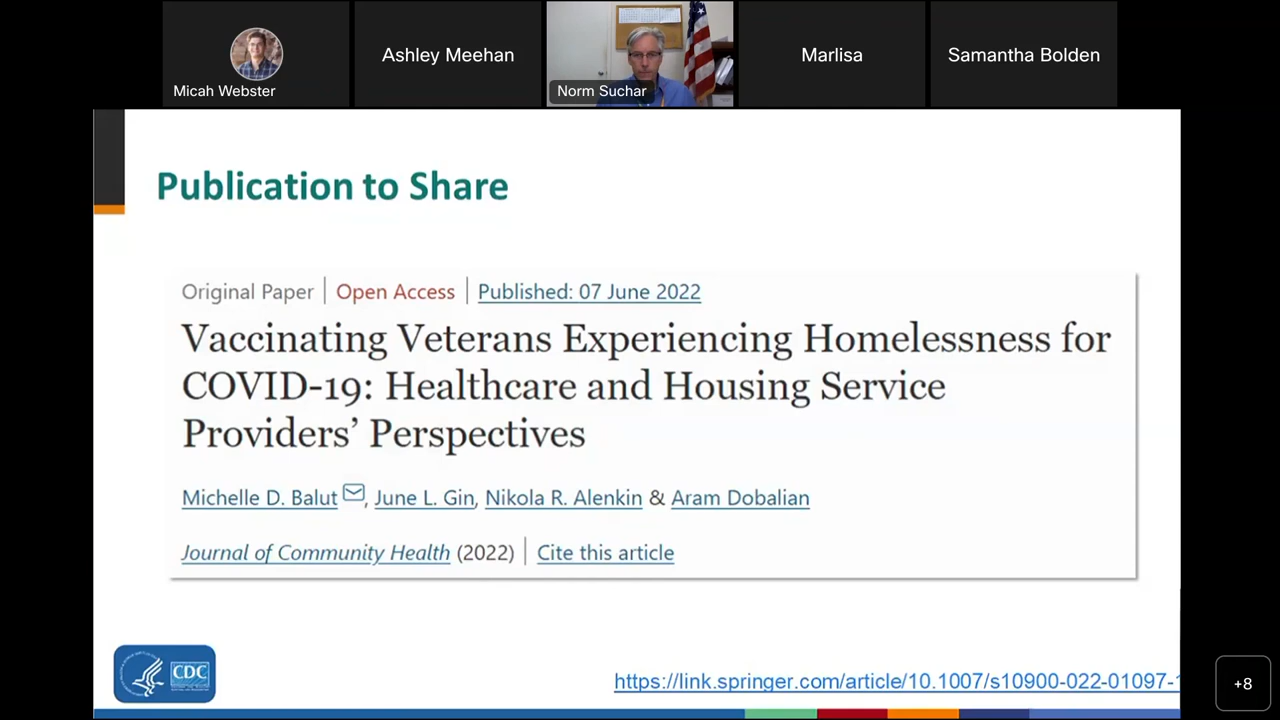 Ashley Meehan
Marlisa
Samantha Bolden
Micah Webster
Norm Suchar
Publication to Share
Original Paper | Open Access | Published: 07 June 2022
Vaccinating Veterans Experiencing Homelessness for
COVID-19: Healthcare and Housing Service
Providers’ Perspectives
Michelle D. Balut, June L. Gin, Nikola R. Alenkin & Aram Dobalian
Journal of Community Health (2022) | Cite this article
CDC
https://link.springer.com/article/10.1007/s10900-022-01097-
+8